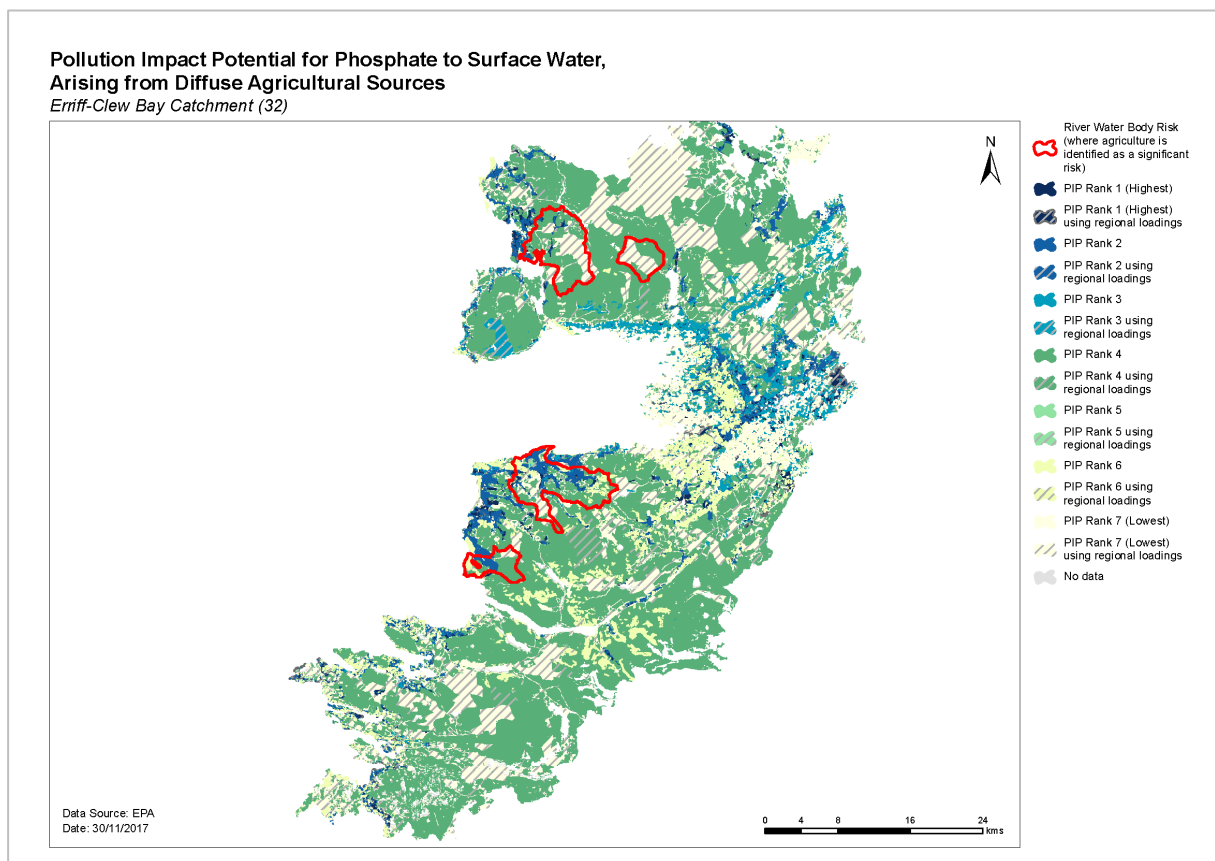 Pollution Impact Potential for Phosphate to Surface Water,
Arising from Diffuse Agricultural Sources
Erriff-Clew Bay Catchment (32)
N
River Water Body Risk
(where agriculture is
identified as a significant
risk)
PIP Rank 1 (Highest)
PIP Rank 1 (Highest)
using regional loadings
PIP Rank 2
PIP Rank 2 using
regional loadings
PIP Rank 3
PIP Rank 3 using
regional loadings
PIP Rank 4
PIP Rank 4 using
regional loadings
PIP Rank 5
PIP Rank 5 using
regional loadings
PIP Rank 6
PIP Rank 6 using
regional loadings
PIP Rank 7 (Lowest)
PIP Rank 7 (Lowest)
using regional loadings
No data
Data Source: EPA
Date: 30/11/2017
0 4 8 16 24
kms